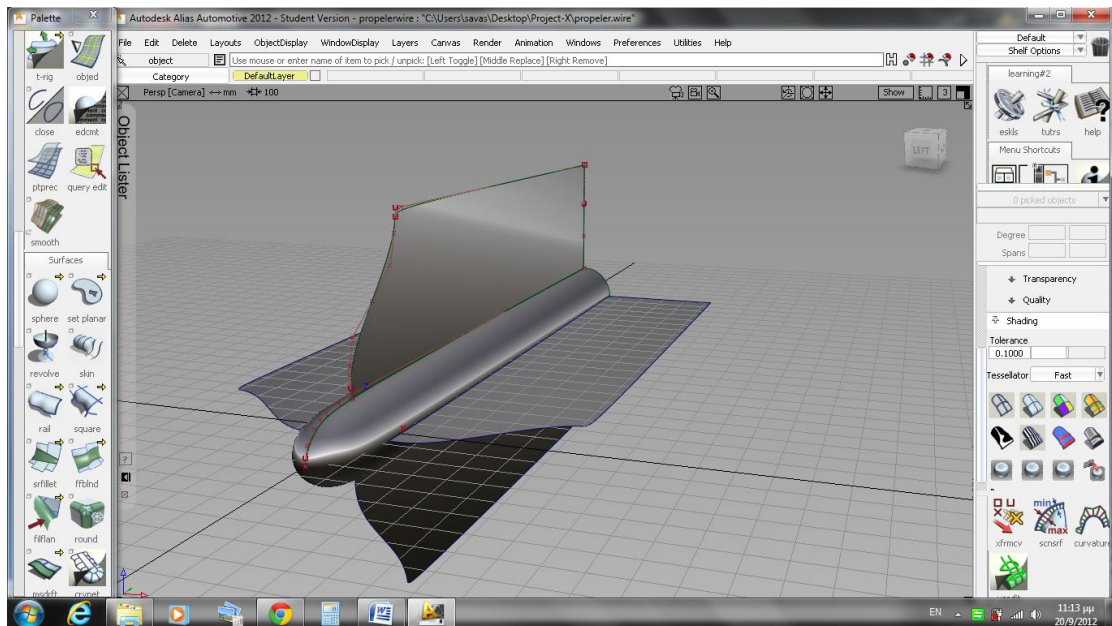 Palette
Autodesk Alias Automotive 2012 - Student Version - propelerwire : "C:\Users\savas\Desktop\Project-X\propeler.wire"
File Edit Delete Layouts ObjectDisplay WindowDisplay Layers Canvas Render Animation Windows Preferences Utilities Help
object
Use mouse or enter name of item to pick / unpick: [Left Toggle] [Middle Replace] [Right Remove]
Category DefaultLayer
Persp [Camera] mm 100
Show 3
Object Lister
LEFT
t-rig objed
close edcmt
ptprec query edit
smooth
Surfaces
sphere set planar
revolve skin
rail square
srfillet ffblnd
filflan round
msdrft crvnet
Default
Shelf Options
learning#2
eskls tutrs help
Menu Shortcuts
0 picked objects
Degree
Spans
Transparency
Quality
Shading
Tolerance
0.1000
Tessellator Fast
min
max
xfrmcv scnsrf curvature
EN
11:13 μμ
20/9/2012